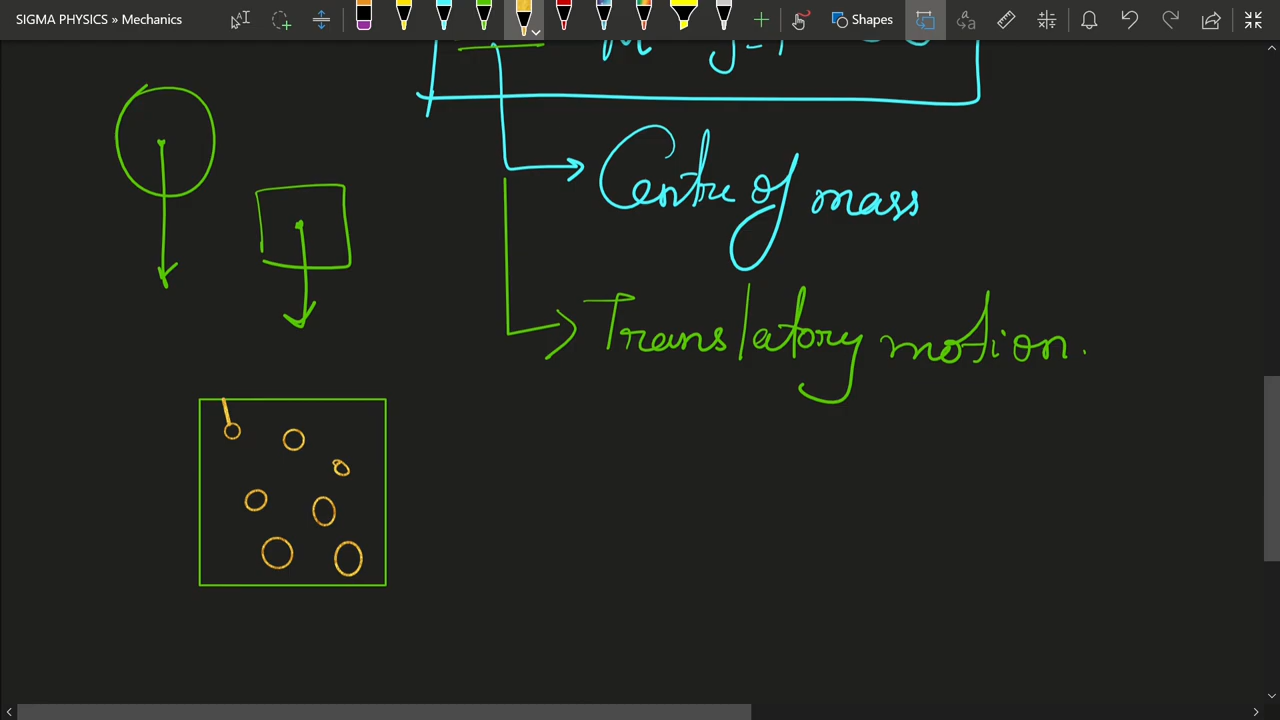 SIGMA PHYSICS » Mechanics
Shapes
Centre of mass
Translatory motion.